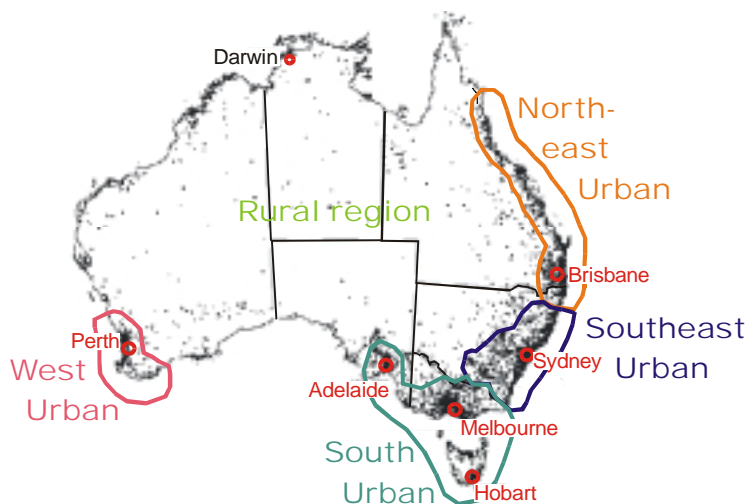 Darwin
North-
east
Urban
Rural region
Brisbane
Perth
Southeast
Urban
Sydney
West
Urban
Adelaide
Melbourne
South
Urban
Hobart